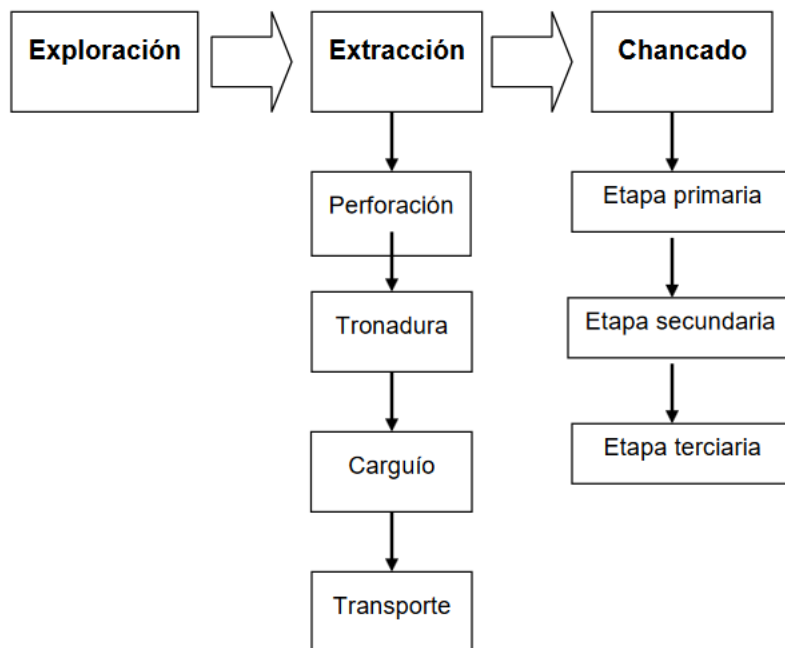 Exploración
Extracción
Chancado
Perforación
Tronadura
Carguío
Transporte
Etapa primaria
Etapa secundaria
Etapa terciaria